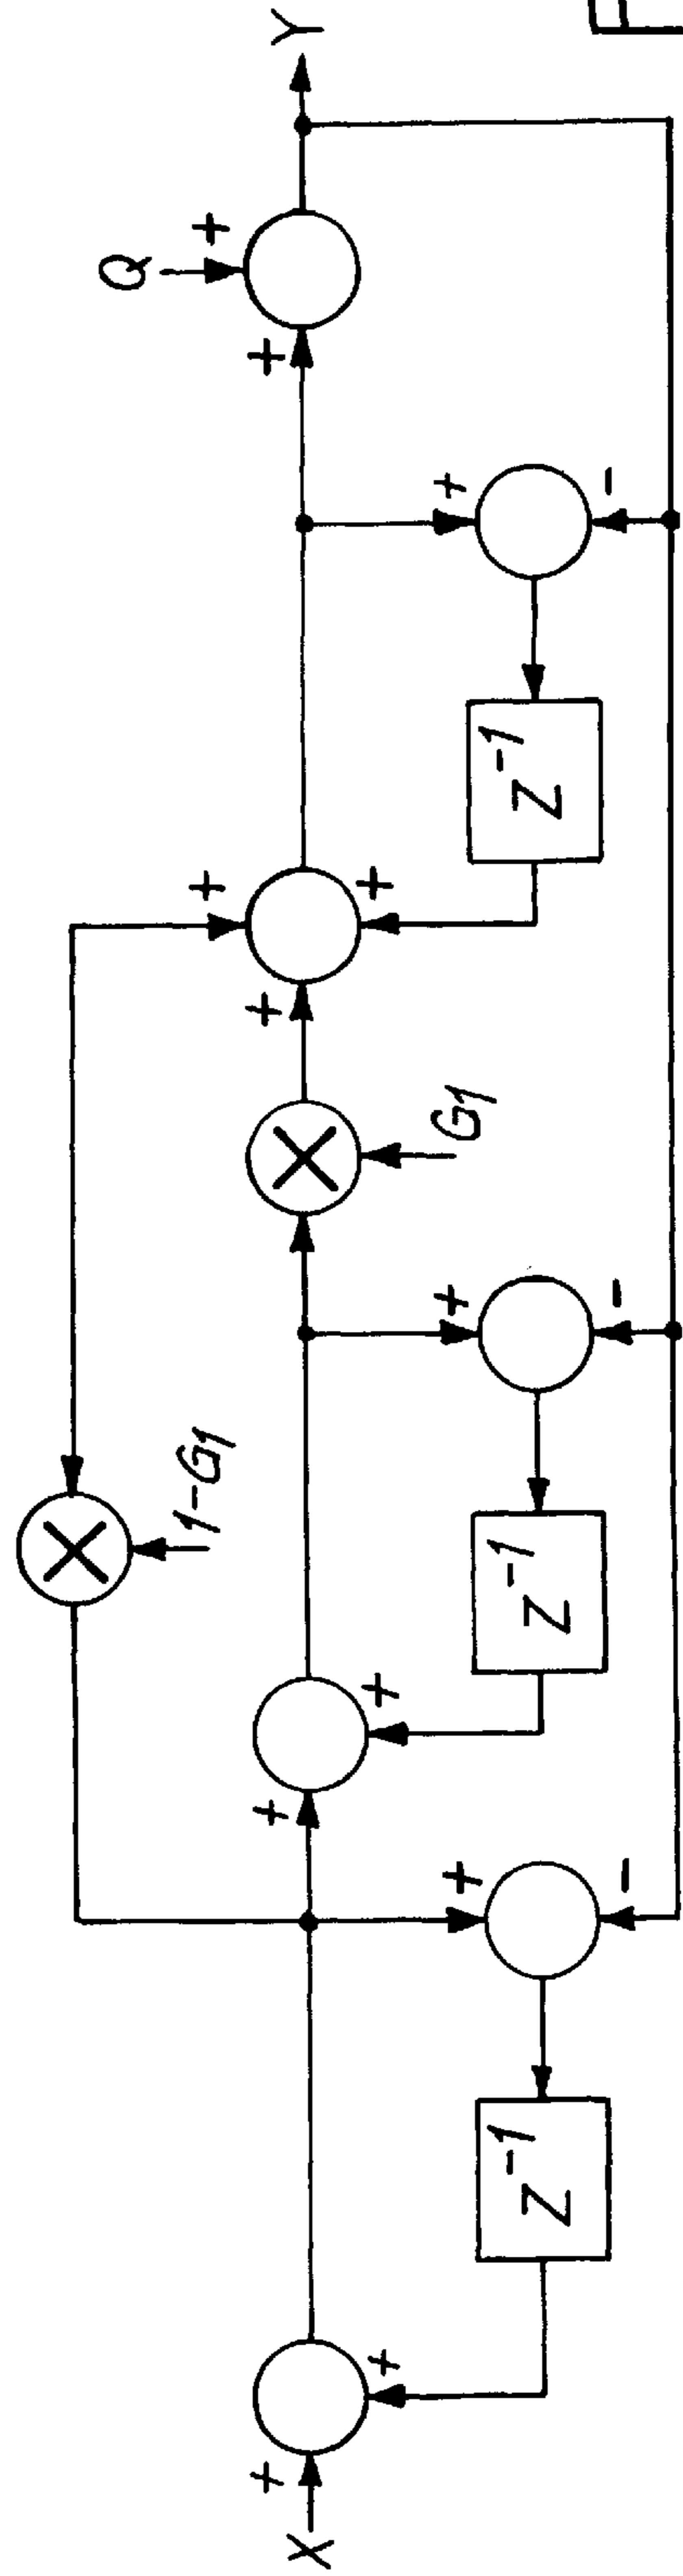 X
+
+
Z⁻¹
+
-
+
+
Z⁻¹
+
-
1-G1
G1
+
+
+
Z⁻¹
+
-
+
Q
+
Y